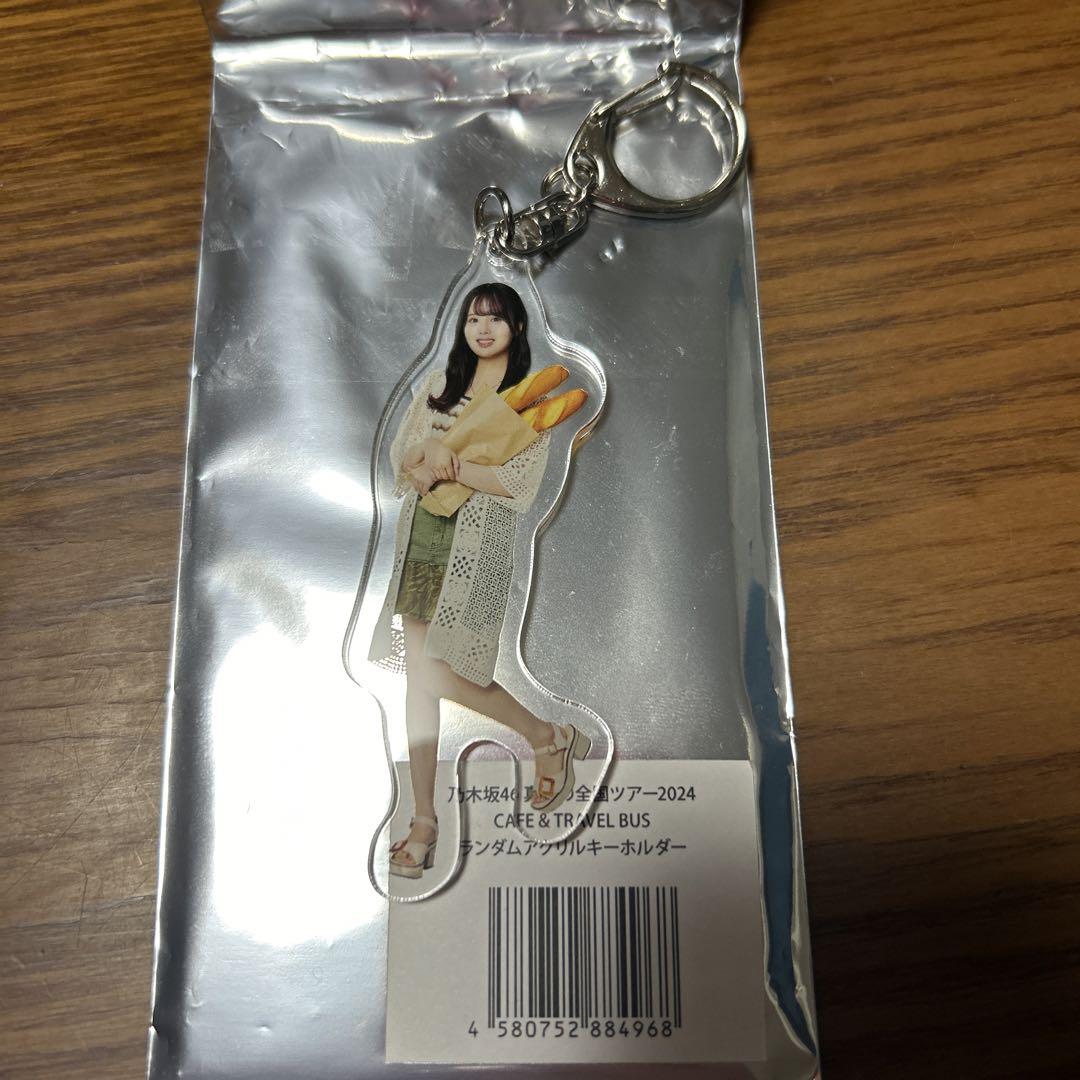 乃木坂46 真 の全国ツアー2024
CAFE & TRAVEL BUS
ランダムアクリルキーホルダー
4 580752 884968